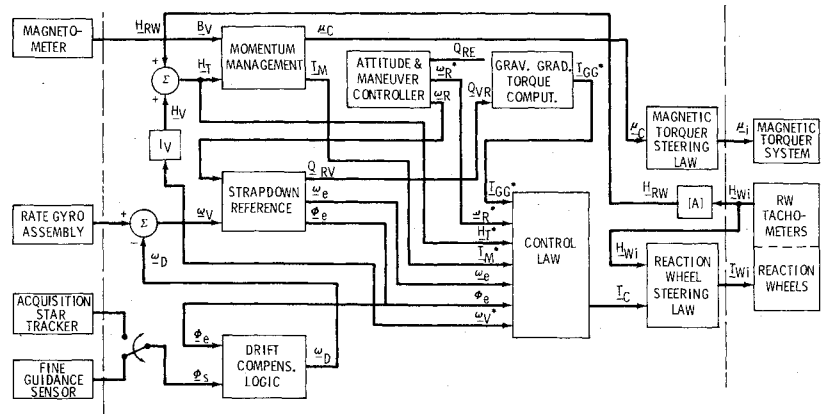 MAGNETO-
METER
H_RW
B_V
MOMENTUM
MANAGEMENT
μ_C
T_M
H_T
+
Σ
+
H_V
I_V
ATTITUDE &
MANEUVER
CONTROLLER
Q_RE
ω_R*
ω_R
GRAV. GRAD.
TORQUE
COMPUT.
T_GG*
Q_VR
μ_C
MAGNETIC
TORQUER
STEERING
LAW
μ_i
MAGNETIC
TORQUER
SYSTEM
RATE GYRO
ASSEMBLY
+
Σ
-
ω_V
ω_D
STRAPDOWN
REFERENCE
Q_RV
ω_e
φ_e
T_GG*
ω_R*
H_T*
T_M*
ω_e
φ_e
ω_V*
CONTROL
LAW
H_RW
[A]
H_Wi
RW
TACHO-
METERS
H_Wi
T_C
REACTION
WHEEL
STEERING
LAW
T_Wi
REACTION
WHEELS
ACQUISITION
STAR
TRACKER
FINE
GUIDANCE
SENSOR
φ_e
φ_s
DRIFT
COMPENS.
LOGIC
ω_D